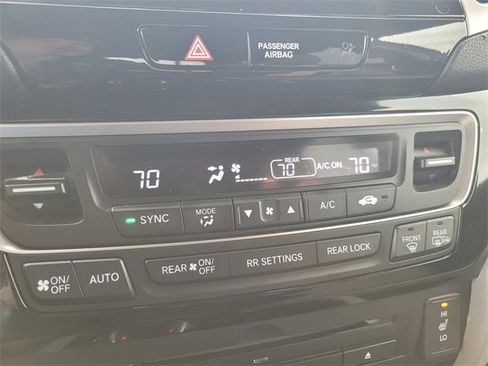 PASSENGER
AIRBAG
70
REAR
70
A/C ON
70
SYNC
MODE
A/C
FRONT
REAR
ON/
OFF
AUTO
REAR ON/
OFF
RR SETTINGS
REAR LOCK
HI
LO